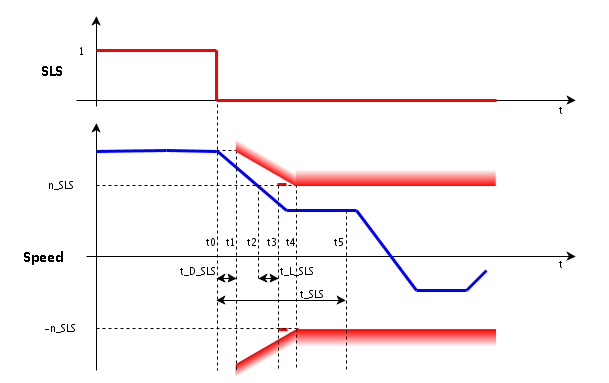 1
SLS
t
n_SLS
t0 t1 t2 t3 t4 t5
Speed
t
t_D_SLS t_L_SLS
t_SLS
-n_SLS